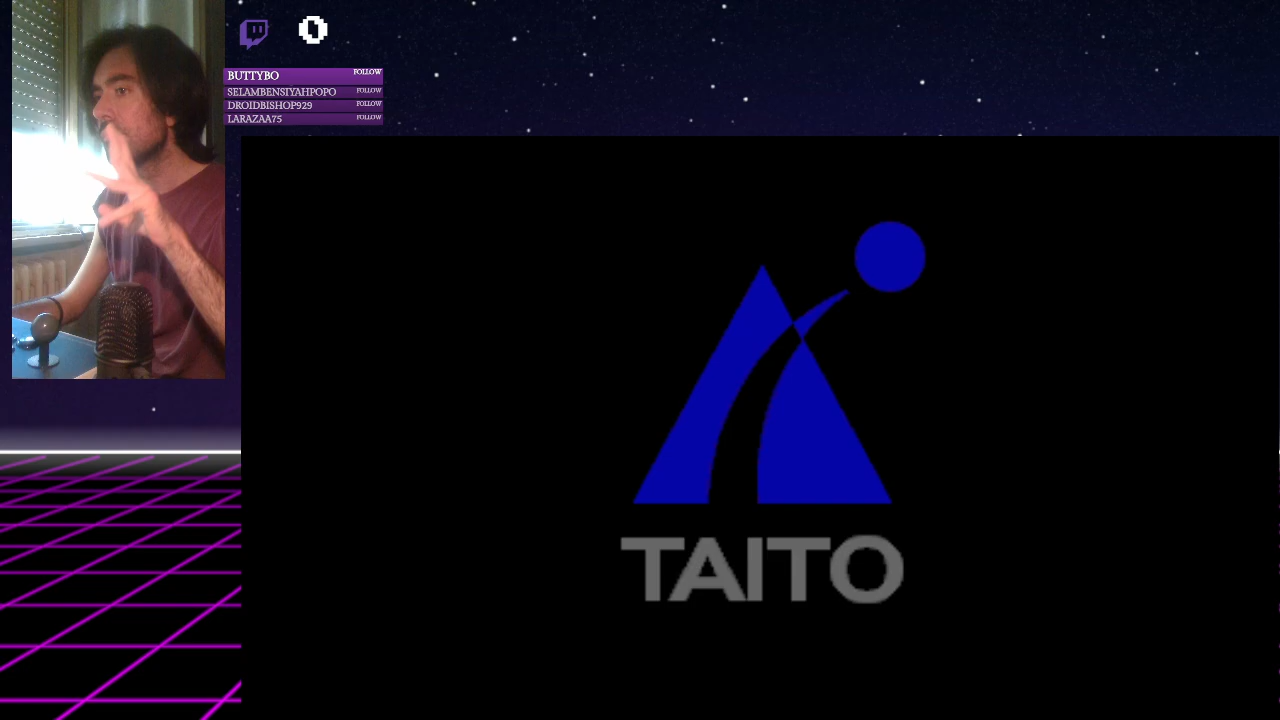 BUTTYBO FOLLOW
SELAMBENSIYAHPOPO FOLLOW
DROIDBISHOP929 FOLLOW
LARAZAA75 FOLLOW
TAITO